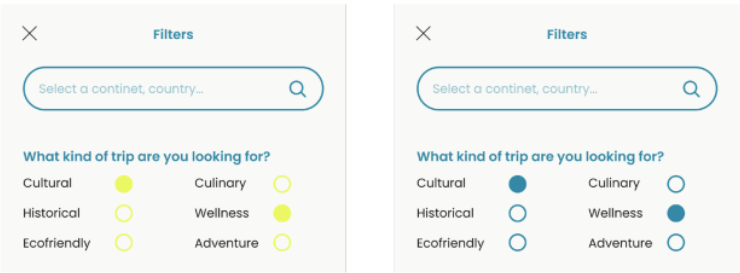 Filters
Select a continet, country...
What kind of trip are you looking for?
Cultural Culinary
Historical Wellness
Ecofriendly Adventure
Filters
Select a continet, country...
What kind of trip are you looking for?
Cultural Culinary
Historical Wellness
Ecofriendly Adventure